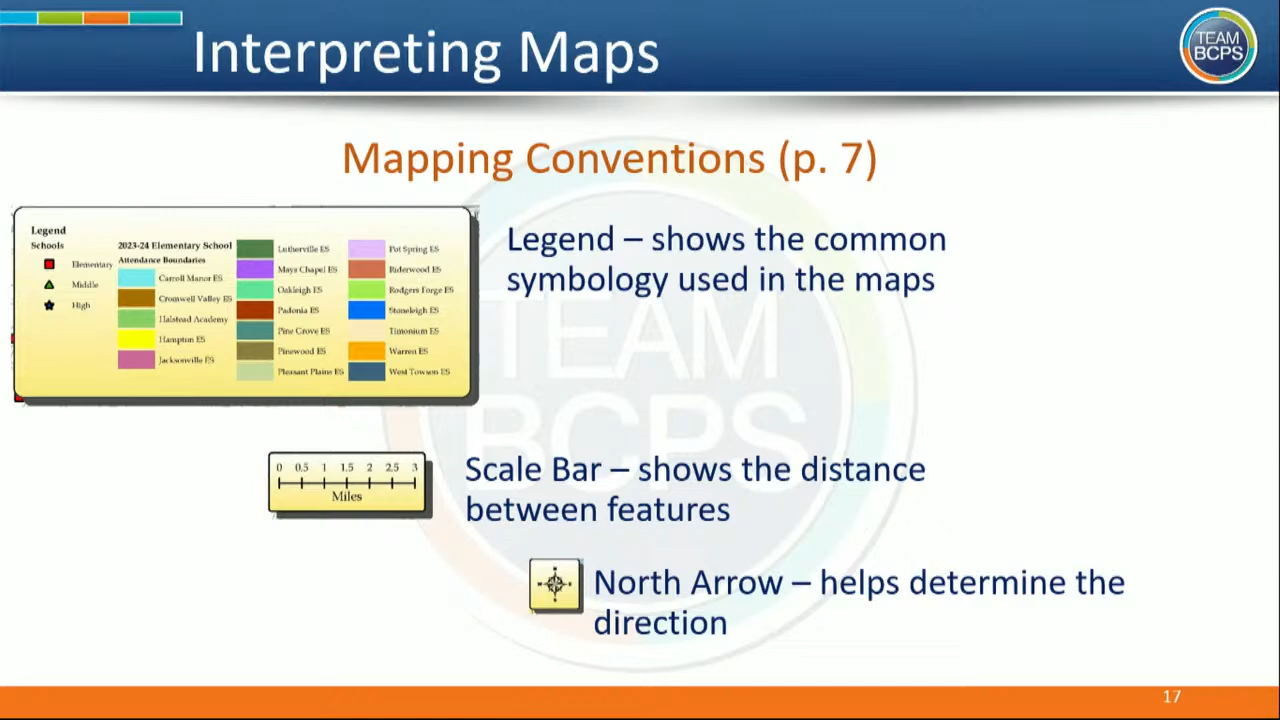 Interpreting Maps
TEAM
BCPS
Mapping Conventions (p. 7)
Legend
Schools
Elementary
Middle
High
2023-24 Elementary School
Attendance Boundaries
Carroll Manor ES
Cromwell Valley ES
Halstead Academy
Hampton ES
Jacksonville ES
Lutherville ES
Mays Chapel ES
Oakleigh ES
Padonia ES
Pine Grove ES
Pinewood ES
Pleasant Plains ES
Pot Spring ES
Riderwood ES
Rodgers Forge ES
Stoneleigh ES
Timonium ES
Warren ES
West Towson ES
Legend – shows the common
symbology used in the maps
TEAM
BCPS
0 0.5 1 1.5 2 2.5 3
Miles
Scale Bar – shows the distance
between features
North Arrow – helps determine the
direction
17